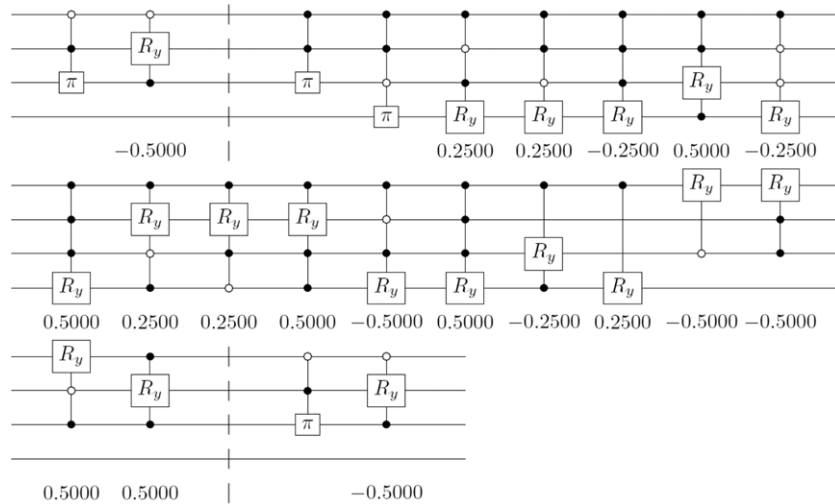 R_y
π π
π R_y R_y R_y R_y R_y
−0.5000 0.2500 0.2500 −0.2500 0.5000 −0.2500
R_y R_y
R_y R_y R_y
R_y
R_y R_y R_y R_y
0.5000 0.2500 0.2500 0.5000 −0.5000 0.5000 −0.2500 0.2500 −0.5000 −0.5000
R_y
R_y R_y
π
0.5000 0.5000 −0.5000